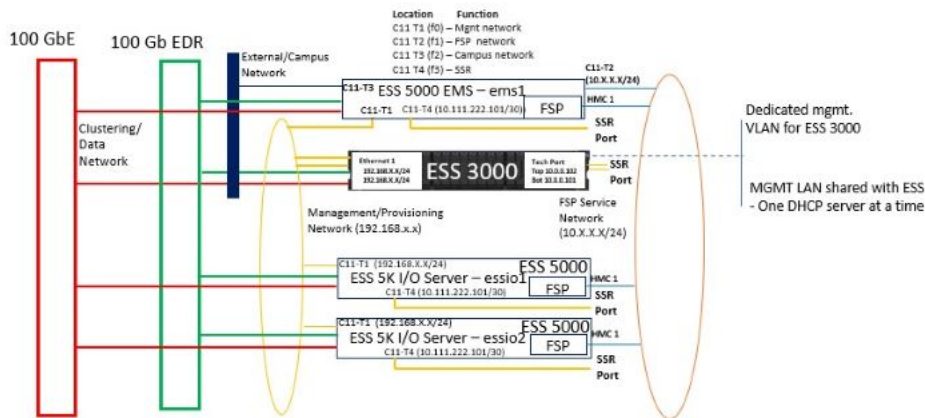 Location Function
C11 T1 (f0) – Mgnt network
C11 T2 (f1) – FSP network
C11 T3 (f2) – Campus network
C11 T4 (f3) – SSR
100 GbE
100 Gb EDR
External/Campus
Network
C11-T2
(10.X.X.X/24)
C11-T3
ESS 5000 EMS – ems1
C11-T1
C11-T4 (10.111.222.101/30)
FSP
HMC 1
SSR
Port
Clustering/
Data
Network
Dedicated mgmt.
VLAN for ESS 3000
Ethernet 1
192.168.X.X/24
192.168.X.X/24
ESS 3000
Tech Port
Top 10.0.0.102
Bot 10.0.0.101
SSR
Port
MGMT LAN shared with ESS
- One DHCP server at a time
Management/Provisioning
Network (192.168.x.x)
FSP Service
Network
(10.X.X.X/24)
C11-T1 (192.168.X.X/24)
ESS 5000
ESS 5K I/O Server – essio1
FSP
C11-T4 (10.111.222.101/30)
HMC 1
SSR
Port
C11-T1 (192.168.X.X/24)
ESS 5000
ESS 5K I/O Server – essio2
FSP
C11-T4 (10.111.222.101/30)
HMC 1
SSR
Port